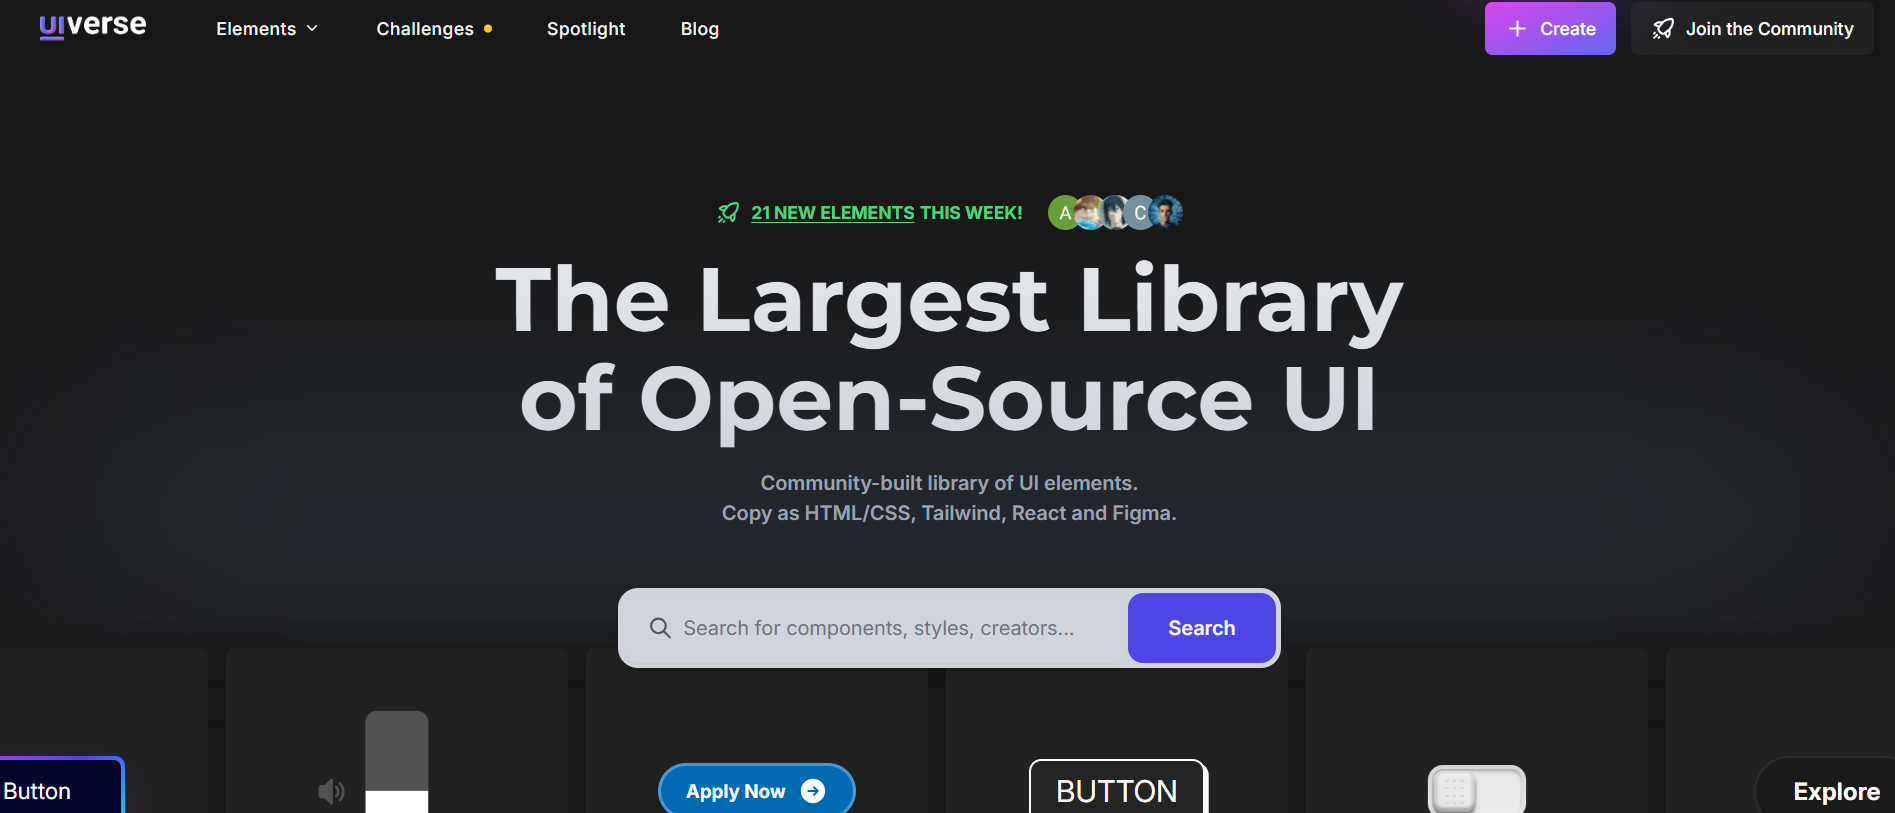 uiverse
Elements
Challenges
Spotlight
Blog
Create
Join the Community
21 NEW ELEMENTS THIS WEEK!
A
C
The Largest Library
of Open-Source UI
Community-built library of UI elements.
Copy as HTML/CSS, Tailwind, React and Figma.
Search for components, styles, creators...
Search
Button
Apply Now
BUTTON
Explore